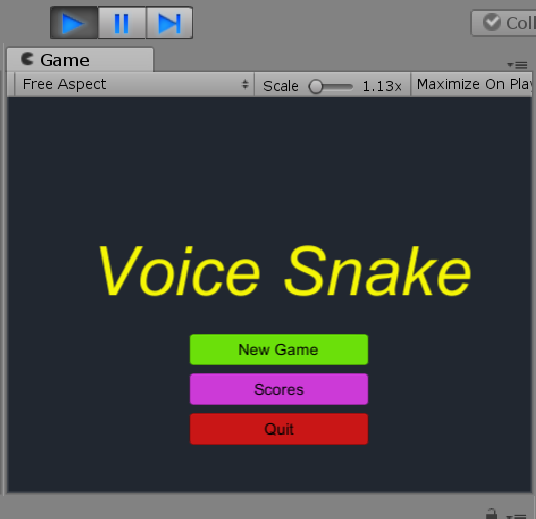 Coll
Game
Free Aspect
Scale 1.13x
Maximize On Play
Voice Snake
New Game
Scores
Quit